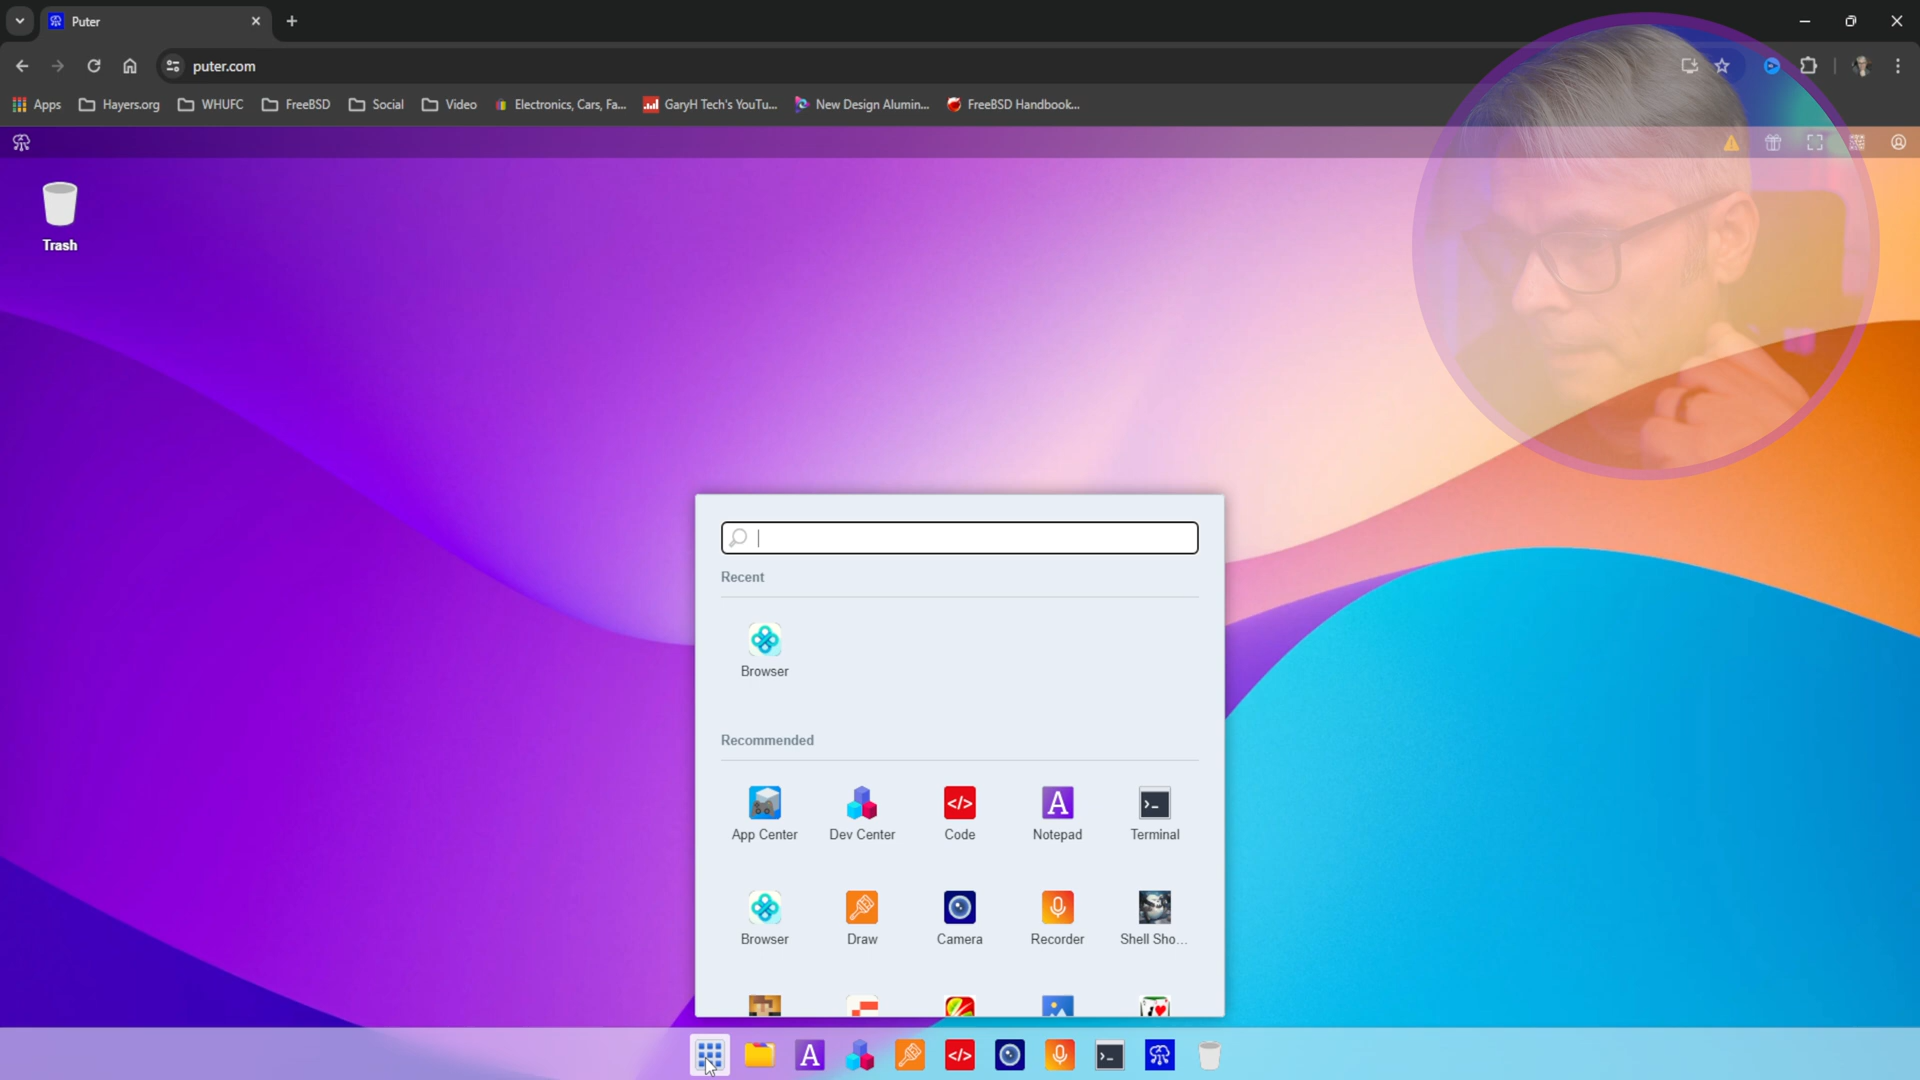 Puter
puter.com
Apps Hayers.org WHUFC FreeBSD Social Video Electronics, Cars, Fa... GaryH Tech's YouTu... New Design Alumin... FreeBSD Handbook...
Trash
Recent
Browser
Recommended
App Center Dev Center Code Notepad Terminal
Browser Draw Camera Recorder Shell Sho...